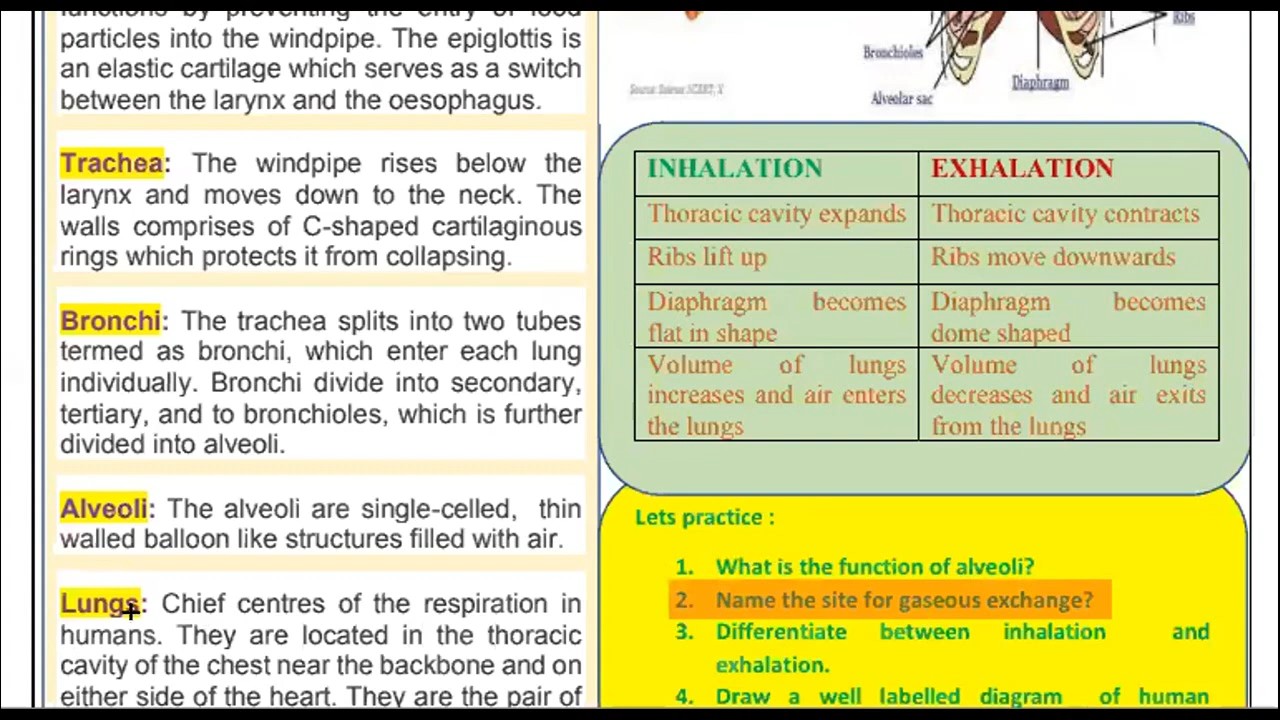 functions by preventing the entry of food
particles into the windpipe. The epiglottis is
an elastic cartilage which serves as a switch
between the larynx and the oesophagus.
Trachea: The windpipe rises below the
larynx and moves down to the neck. The
walls comprises of C-shaped cartilaginous
rings which protects it from collapsing.
Bronchi: The trachea splits into two tubes
termed as bronchi, which enter each lung
individually. Bronchi divide into secondary,
tertiary, and to bronchioles, which is further
divided into alveoli.
Alveoli: The alveoli are single-celled, thin
walled balloon like structures filled with air.
Lungs: Chief centres of the respiration in
humans. They are located in the thoracic
cavity of the chest near the backbone and on
either side of the heart. They are the pair of
Ribs
Bronchioles
Diaphragm
Alveolar sac
Source: Science NCERT, X
INHALATION EXHALATION
Thoracic cavity expands Thoracic cavity contracts
Ribs lift up Ribs move downwards
Diaphragm becomes Diaphragm becomes
flat in shape dome shaped
Volume of lungs Volume of lungs
increases and air enters decreases and air exits
the lungs from the lungs
Lets practice :
1. What is the function of alveoli?
2. Name the site for gaseous exchange?
3. Differentiate between inhalation and
exhalation.
4. Draw a well labelled diagram of human